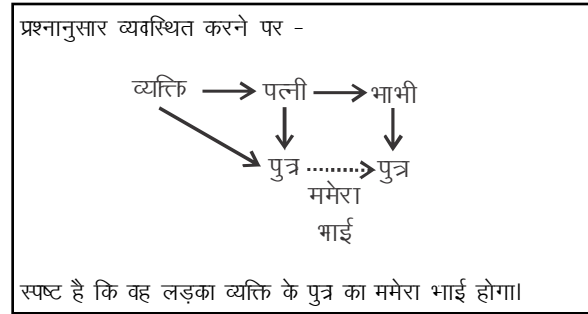 प्रश्नानुसार व्यवस्थित करने पर -
व्यक्ति पत्नी भाभी
पुत्र पुत्र
ममेरा
भाई
स्पष्ट है कि वह लड़का व्यक्ति के पुत्र का ममेरा भाई होगा।